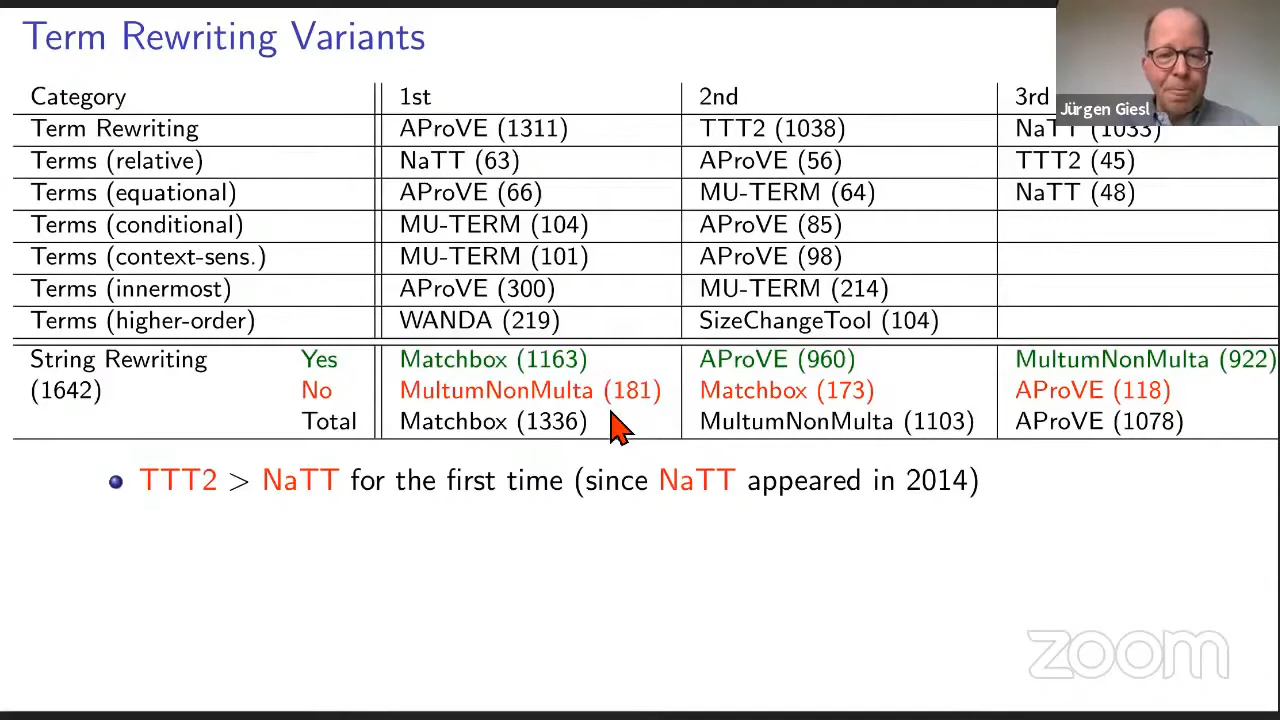 Term Rewriting Variants
Jürgen Giesl
Category 1st 2nd 3rd
Term Rewriting AProVE (1311) TTT2 (1038) NaTT (1033)
Terms (relative) NaTT (63) AProVE (56) TTT2 (45)
Terms (equational) AProVE (66) MU-TERM (64) NaTT (48)
Terms (conditional) MU-TERM (104) AProVE (85)
Terms (context-sens.) MU-TERM (101) AProVE (98)
Terms (innermost) AProVE (300) MU-TERM (214)
Terms (higher-order) WANDA (219) SizeChangeTool (104)
String Rewriting Yes Matchbox (1163) AProVE (960) MultumNonMulta (922)
(1642) No MultumNonMulta (181) Matchbox (173) AProVE (118)
Total Matchbox (1336) MultumNonMulta (1103) AProVE (1078)
TTT2 > NaTT for the first time (since NaTT appeared in 2014)
zoom